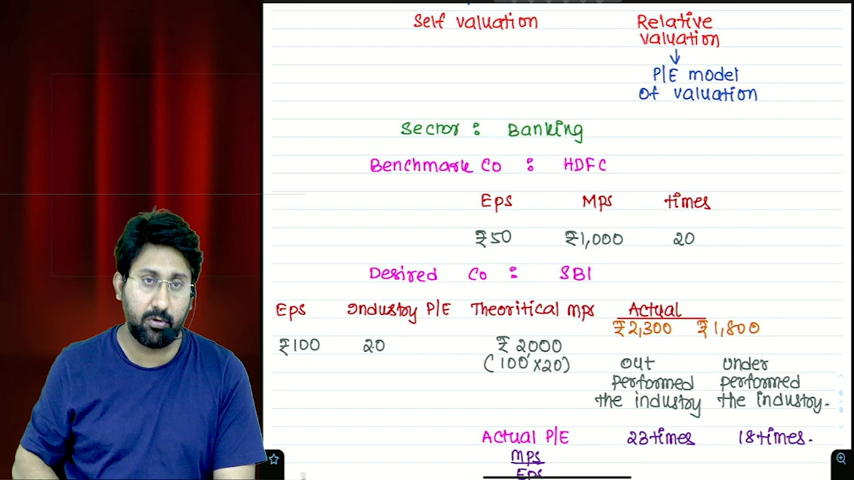 Self valuation
Relative
valuation
P/E model
of valuation
Sector : Banking
Benchmark Co : HDFC
Eps Mps times
₹50 ₹1,000 20
Desired Co : SBI
Eps Industry P/E Theoritical mps Actual
₹2,300 ₹1,800
₹100 20 ₹2000
(100 x 20)
out under
performed performed
the industry the industry.
Actual P/E 23times 18times.
Mps
Eps